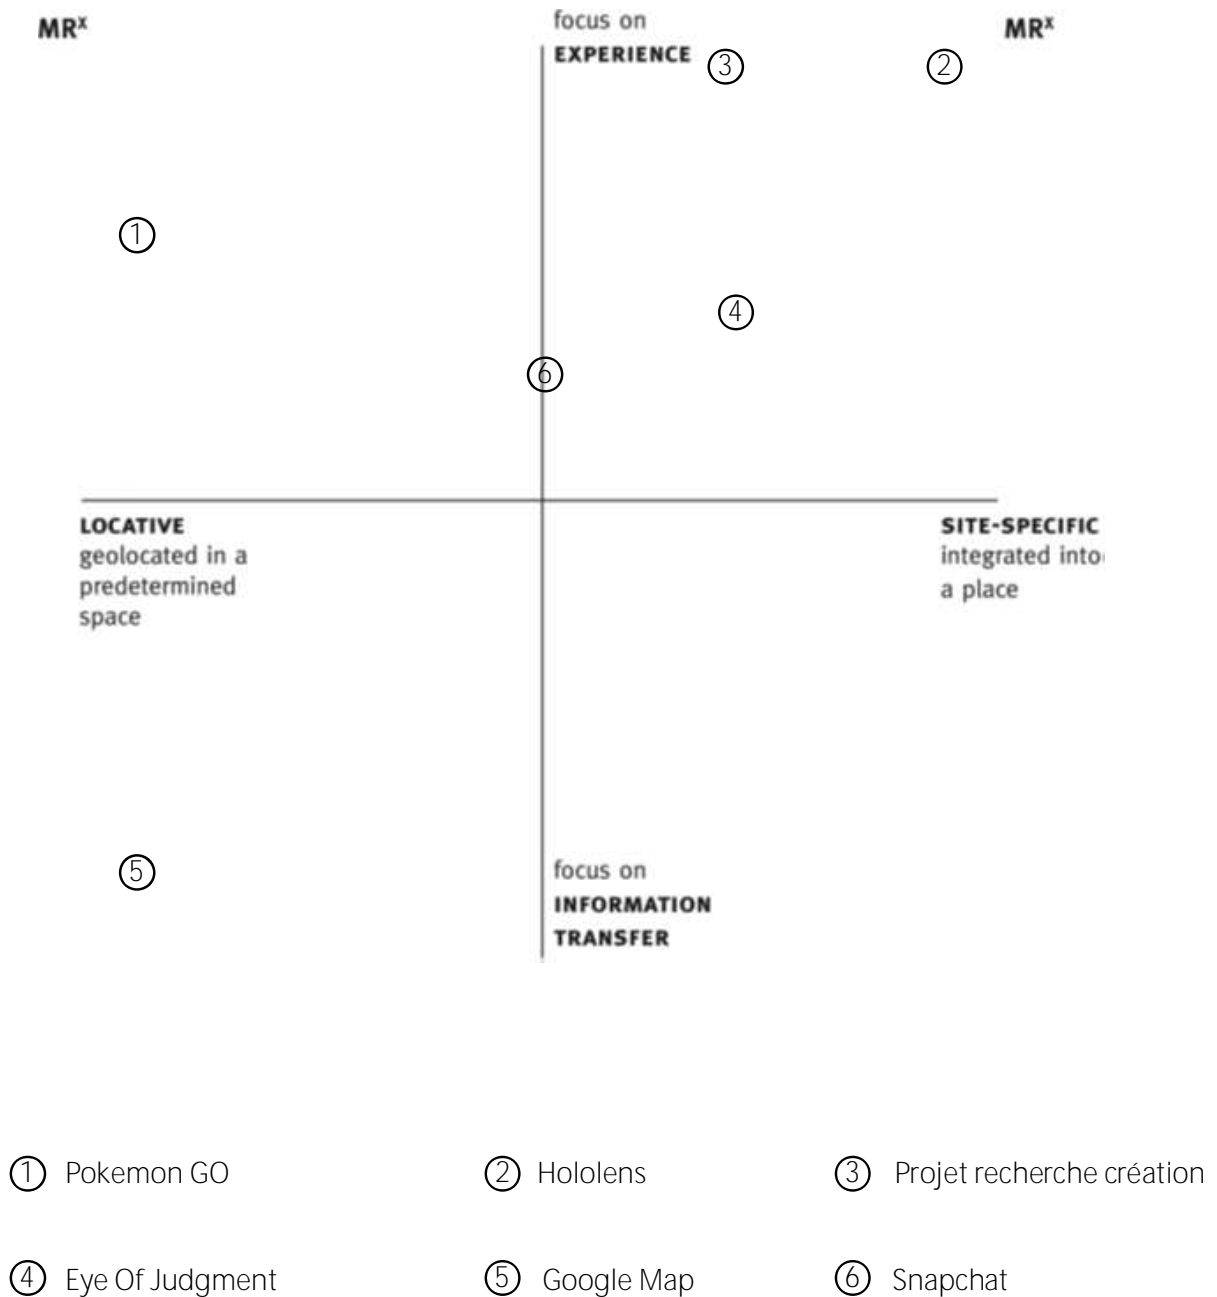 MRˣ
focus on
EXPERIENCE
MRˣ
3
2
1
4
6
LOCATIVE
geolocated in a
predetermined
space
SITE-SPECIFIC
integrated into
a place
5
focus on
INFORMATION
TRANSFER
1 Pokemon GO
2 Hololens
3 Projet recherche création
4 Eye Of Judgment
5 Google Map
6 Snapchat